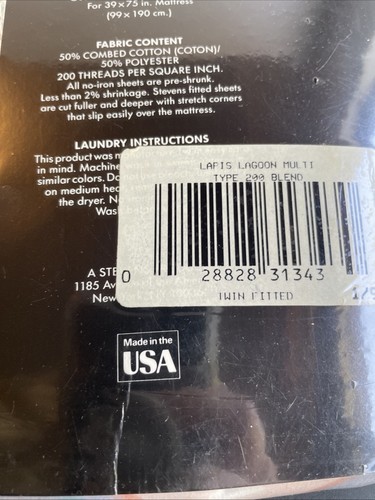 For 39×75 in. Mattress
(99×190 cm.)
FABRIC CONTENT
50% COMBED COTTON (COTON)/
50% POLYESTER
200 THREADS PER SQUARE INCH.
All no-iron sheets are pre-shrunk.
Less than 2% shrinkage. Stevens fitted sheets
are cut fuller and deeper with stretch corners
that slip easily over the mattress.
LAUNDRY INSTRUCTIONS
This product was
in mind. Machine
similar colors. Do
on medium
the dryer.
A
1185
New
LAPIS LAGOON MULTI
TYPE 200 BLEND
0 28828 31343
TWIN FITTED
Made in the
USA